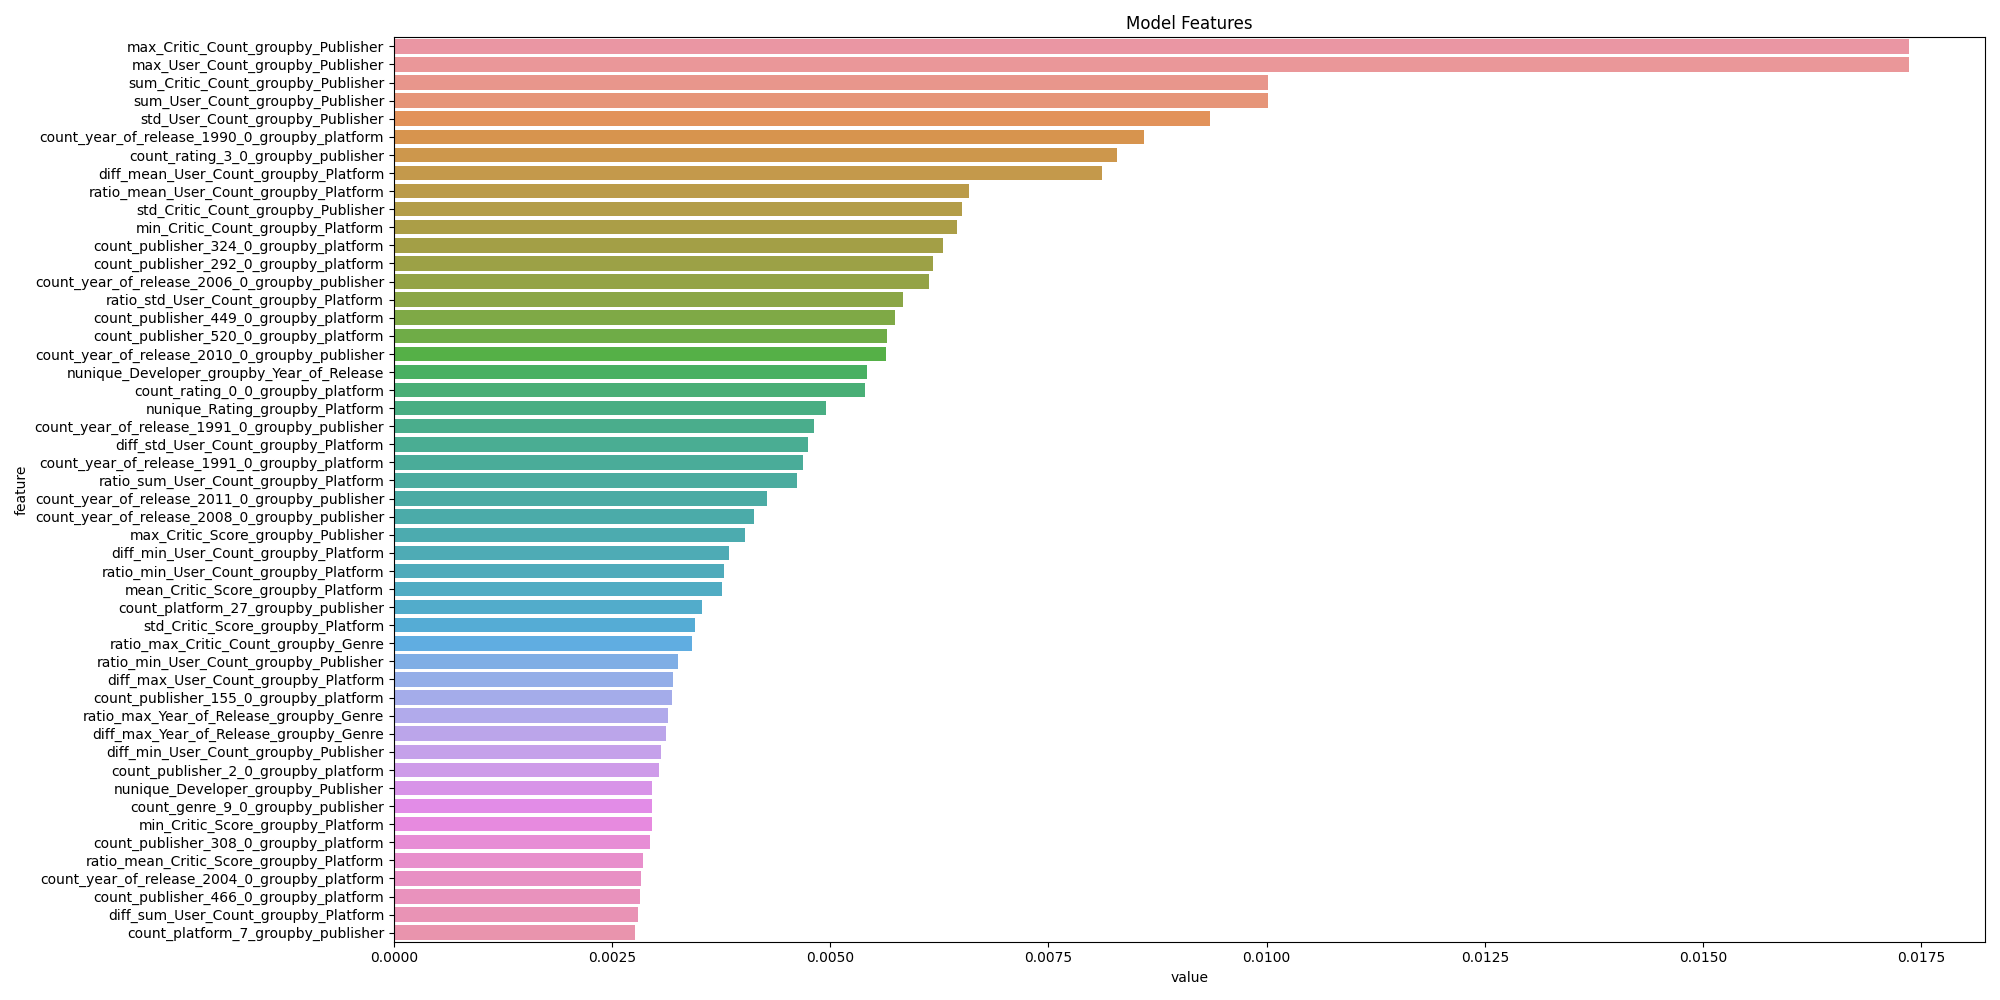 Model Features
max_Critic_Count_groupby_Publisher
max_User_Count_groupby_Publisher
sum_Critic_Count_groupby_Publisher
sum_User_Count_groupby_Publisher
std_User_Count_groupby_Publisher
count_year_of_release_1990_0_groupby_platform
count_rating_3_0_groupby_publisher
diff_mean_User_Count_groupby_Platform
ratio_mean_User_Count_groupby_Platform
std_Critic_Count_groupby_Publisher
min_Critic_Count_groupby_Platform
count_publisher_324_0_groupby_platform
count_publisher_292_0_groupby_platform
count_year_of_release_2006_0_groupby_publisher
ratio_std_User_Count_groupby_Platform
count_publisher_449_0_groupby_platform
count_publisher_520_0_groupby_platform
count_year_of_release_2010_0_groupby_publisher
nunique_Developer_groupby_Year_of_Release
count_rating_0_0_groupby_platform
nunique_Rating_groupby_Platform
count_year_of_release_1991_0_groupby_publisher
diff_std_User_Count_groupby_Platform
count_year_of_release_1991_0_groupby_platform
ratio_sum_User_Count_groupby_Platform
count_year_of_release_2011_0_groupby_publisher
count_year_of_release_2008_0_groupby_publisher
max_Critic_Score_groupby_Publisher
diff_min_User_Count_groupby_Platform
ratio_min_User_Count_groupby_Platform
mean_Critic_Score_groupby_Platform
count_platform_27_groupby_publisher
std_Critic_Score_groupby_Platform
ratio_max_Critic_Count_groupby_Genre
ratio_min_User_Count_groupby_Publisher
diff_max_User_Count_groupby_Platform
count_publisher_155_0_groupby_platform
ratio_max_Year_of_Release_groupby_Genre
diff_max_Year_of_Release_groupby_Genre
diff_min_User_Count_groupby_Publisher
count_publisher_2_0_groupby_platform
nunique_Developer_groupby_Publisher
count_genre_9_0_groupby_publisher
min_Critic_Score_groupby_Platform
count_publisher_308_0_groupby_platform
ratio_mean_Critic_Score_groupby_Platform
count_year_of_release_2004_0_groupby_platform
count_publisher_466_0_groupby_platform
diff_sum_User_Count_groupby_Platform
count_platform_7_groupby_publisher
feature
0.0000 0.0025 0.0050 0.0075 0.0100 0.0125 0.0150 0.0175
value